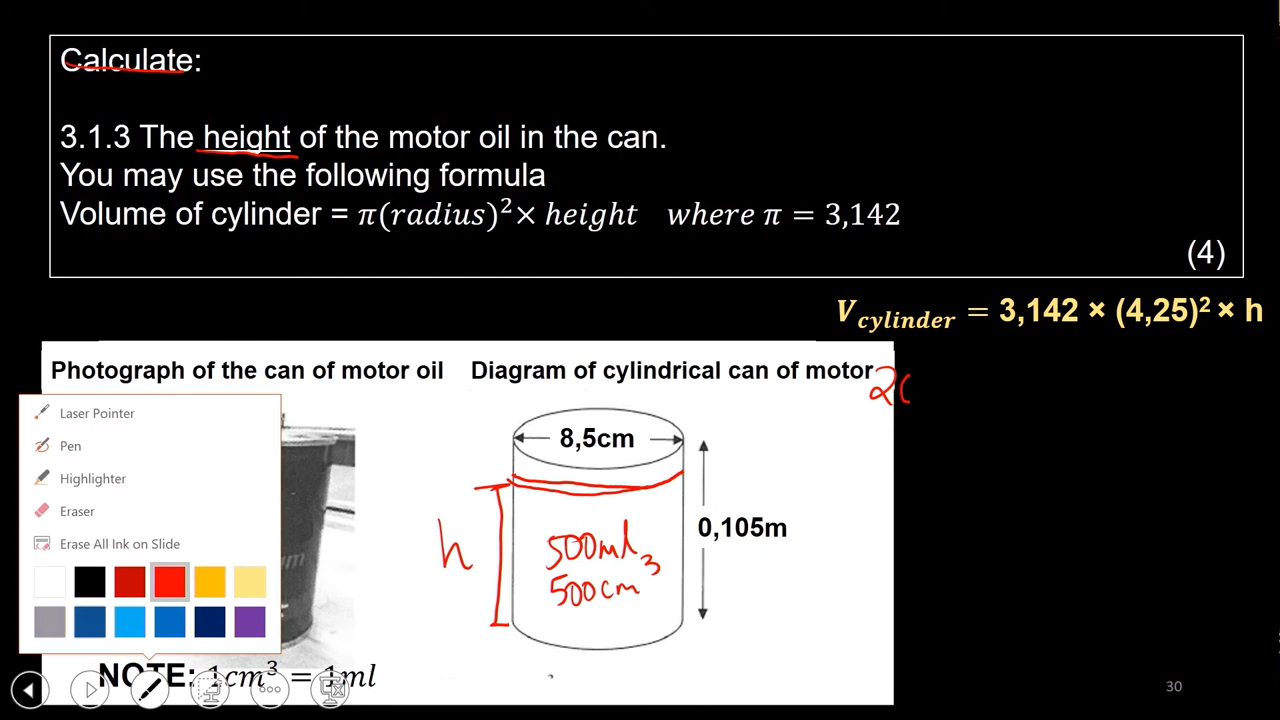 Calculate:
3.1.3 The height of the motor oil in the can.
You may use the following formula
Volume of cylinder = 𝜋(radius)² × height where 𝜋 = 3,142
(4)
V cylinder = 3,142 × (4,25)² × h
Photograph of the can of motor oil
Diagram of cylindrical can of motor
2(
Laser Pointer
Pen
Highlighter
Eraser
Erase All Ink on Slide
8,5cm
h
500ml
500cm³
0,105m
NOTE: 1cm³ = 1ml
30